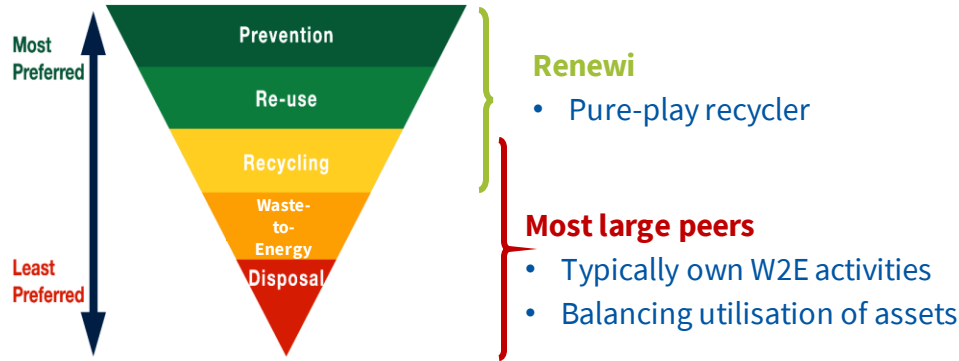 Most
Preferred
Prevention
Re-use
Recycling
Waste-
to-
Energy
Disposal
Least
Preferred
Renewi
• Pure-play recycler
Most large peers
• Typically own W2E activities
• Balancing utilisation of assets